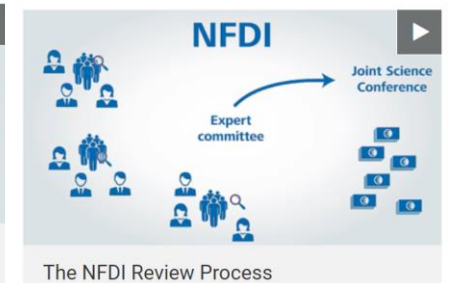 NFDI
Joint Science
Conference
Expert
committee
The NFDI Review Process